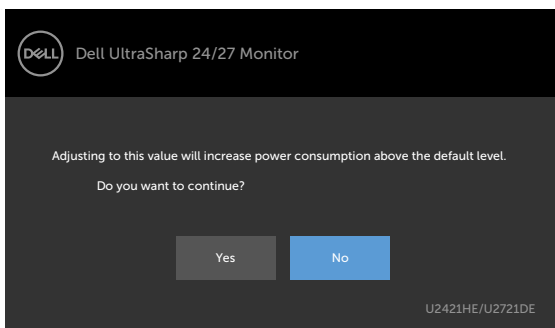 DELL Dell UltraSharp 24/27 Monitor
Adjusting to this value will increase power consumption above the default level.
Do you want to continue?
Yes No
U2421HE/U2721DE